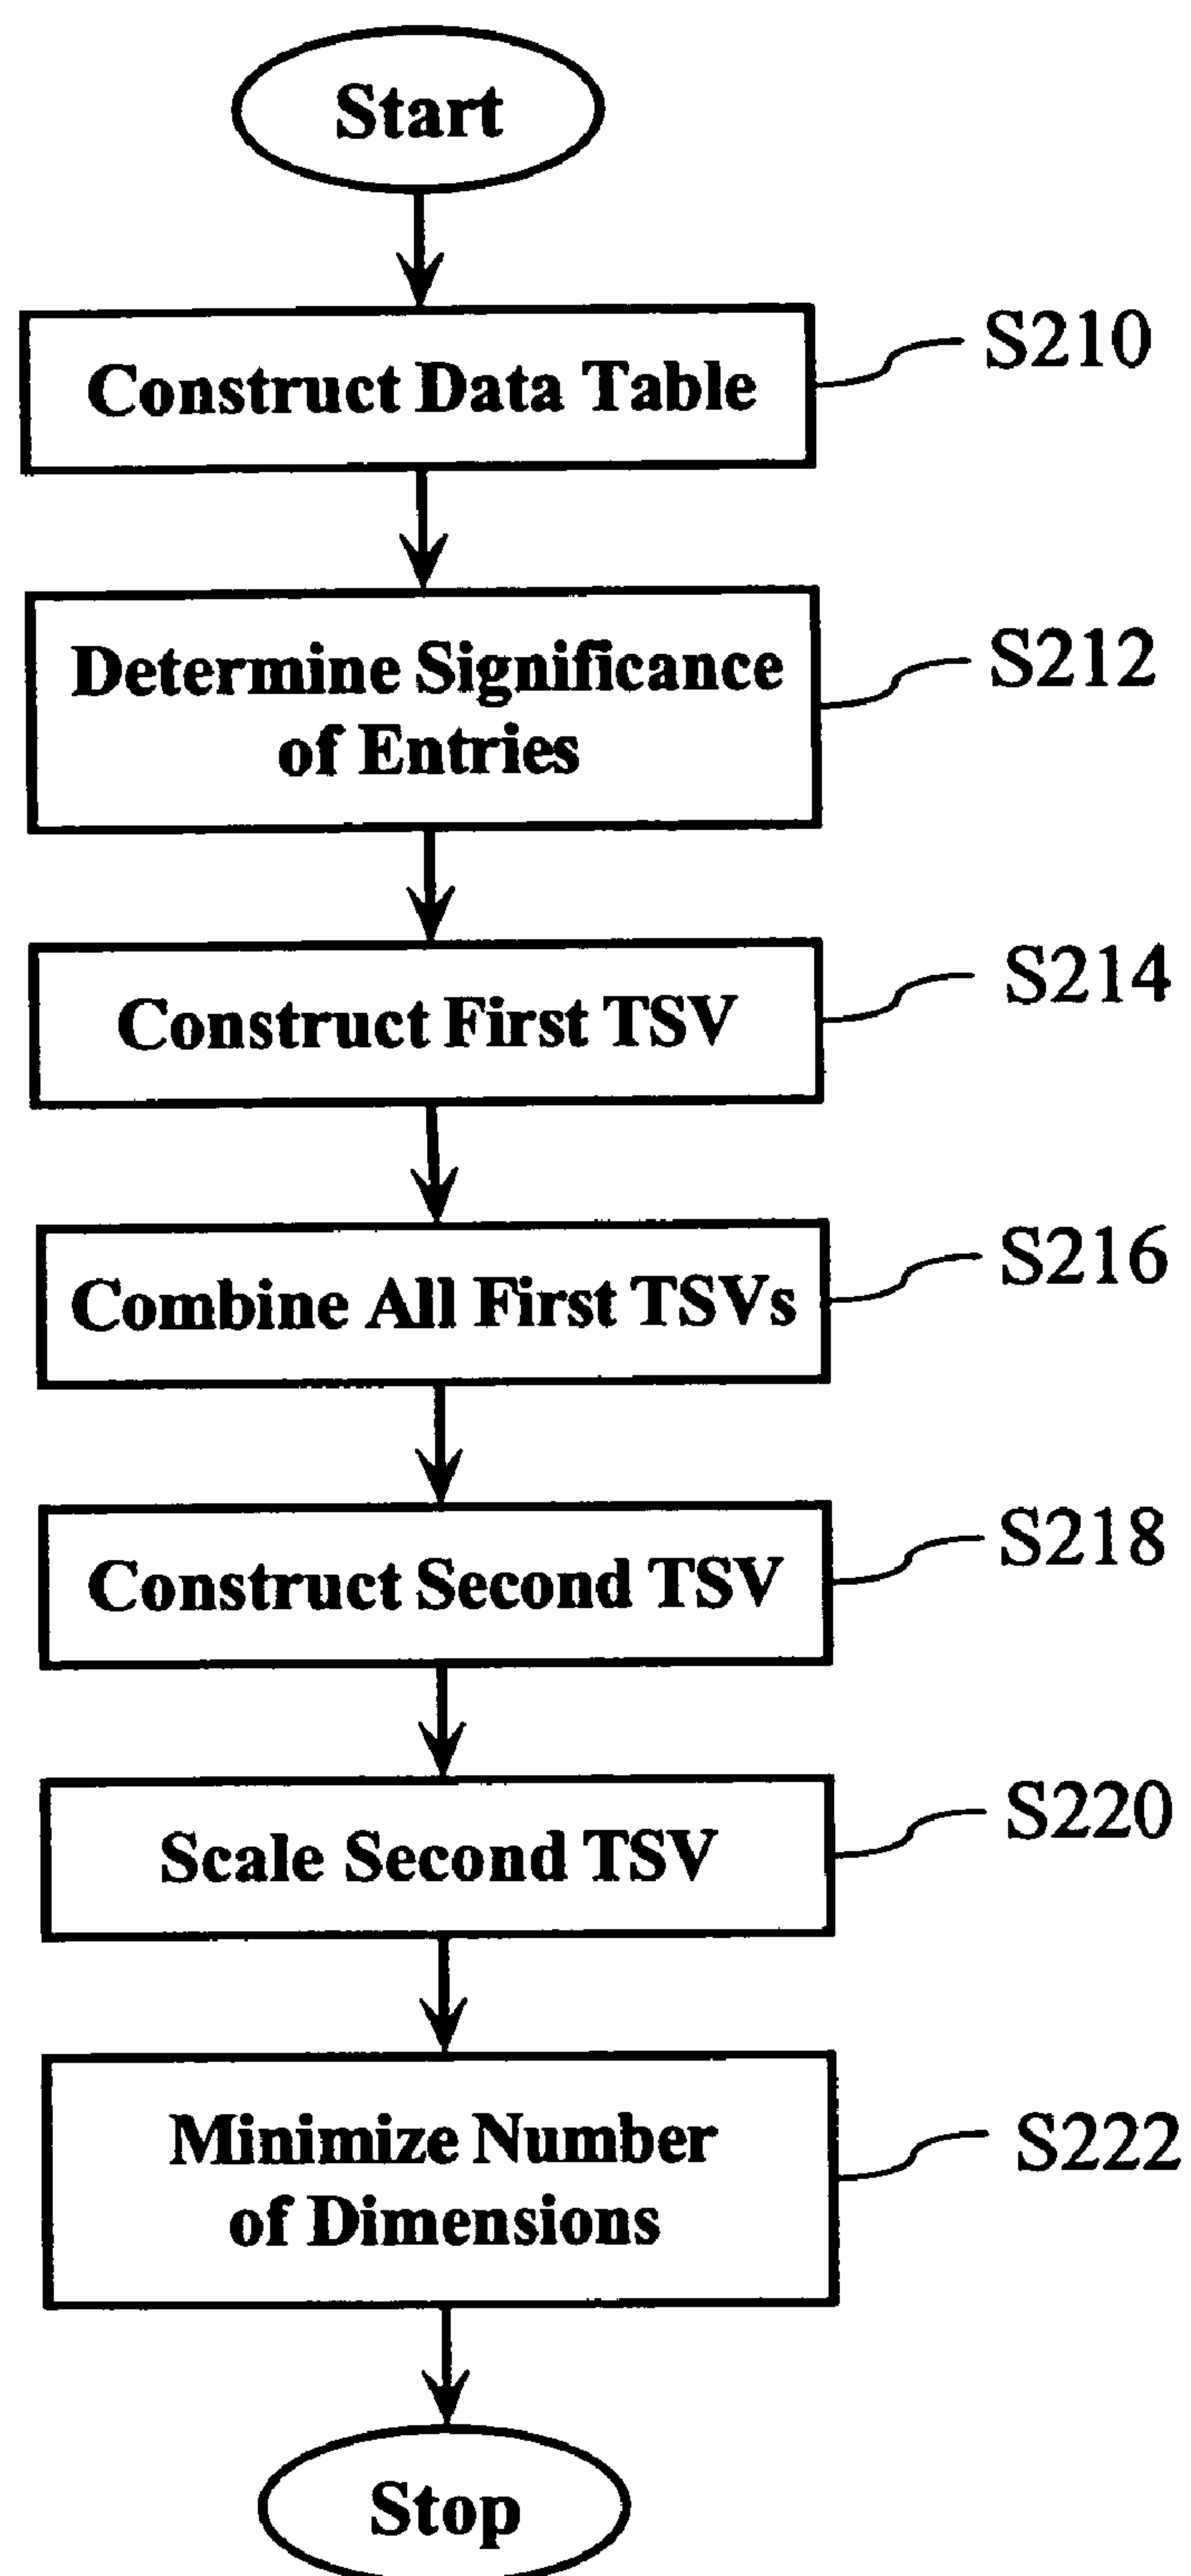 Start
Construct Data Table
S210
Determine Significance
of Entries
S212
Construct First TSV
S214
Combine All First TSVs
S216
Construct Second TSV
S218
Scale Second TSV
S220
Minimize Number
of Dimensions
S222
Stop